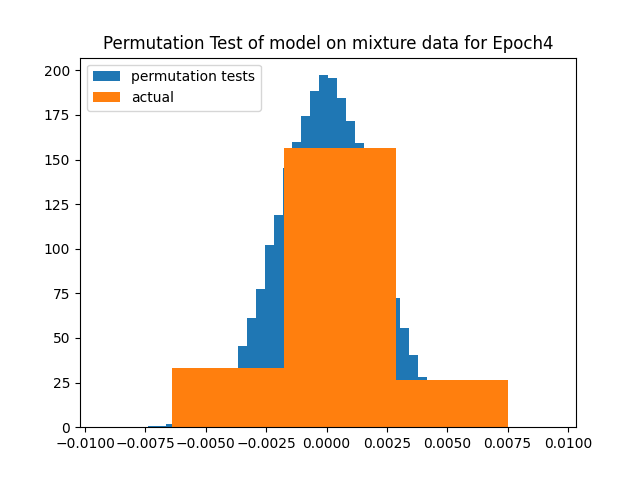 Permutation Test of model on mixture data for Epoch4
permutation tests
actual
200
175
150
125
100
75
50
25
0
−0.0100 −0.0075 −0.0050 −0.0025 0.0000 0.0025 0.0050 0.0075 0.0100